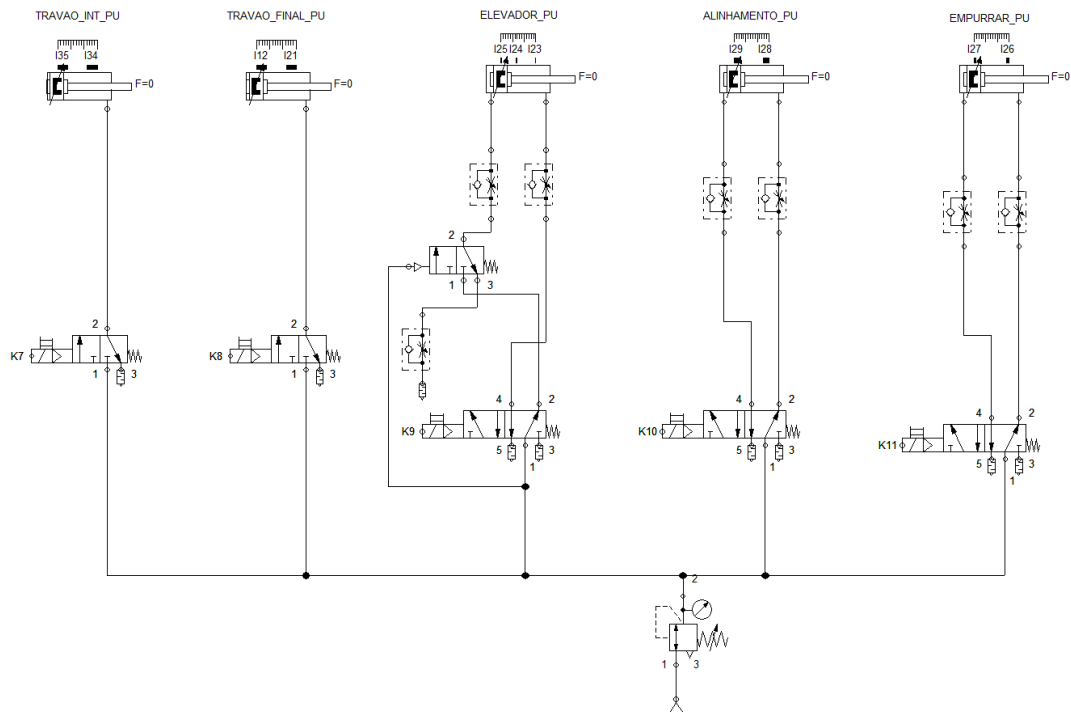 TRAVAO_INT_PU TRAVAO_FINAL_PU ELEVADOR_PU ALINHAMENTO_PU EMPURRAR_PU
I35 I34 I12 I21 I25 I24 I23 I29 I28 I27 I26
F=0 F=0 F=0 F=0 F=0
2
1 3
2 2
K7 1 3 K8 1 3
4 2 4 2
K9 5 1 3 K10 5 1 3
4 2
K11 5 1 3
2
1 3